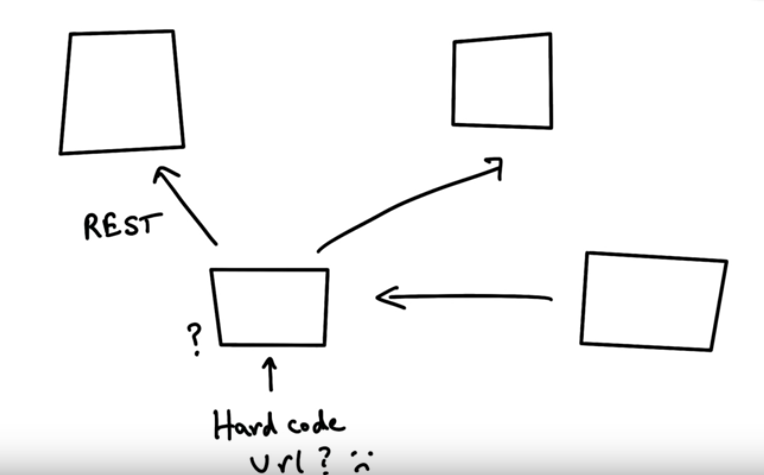 REST
?
Hard code
url? :(